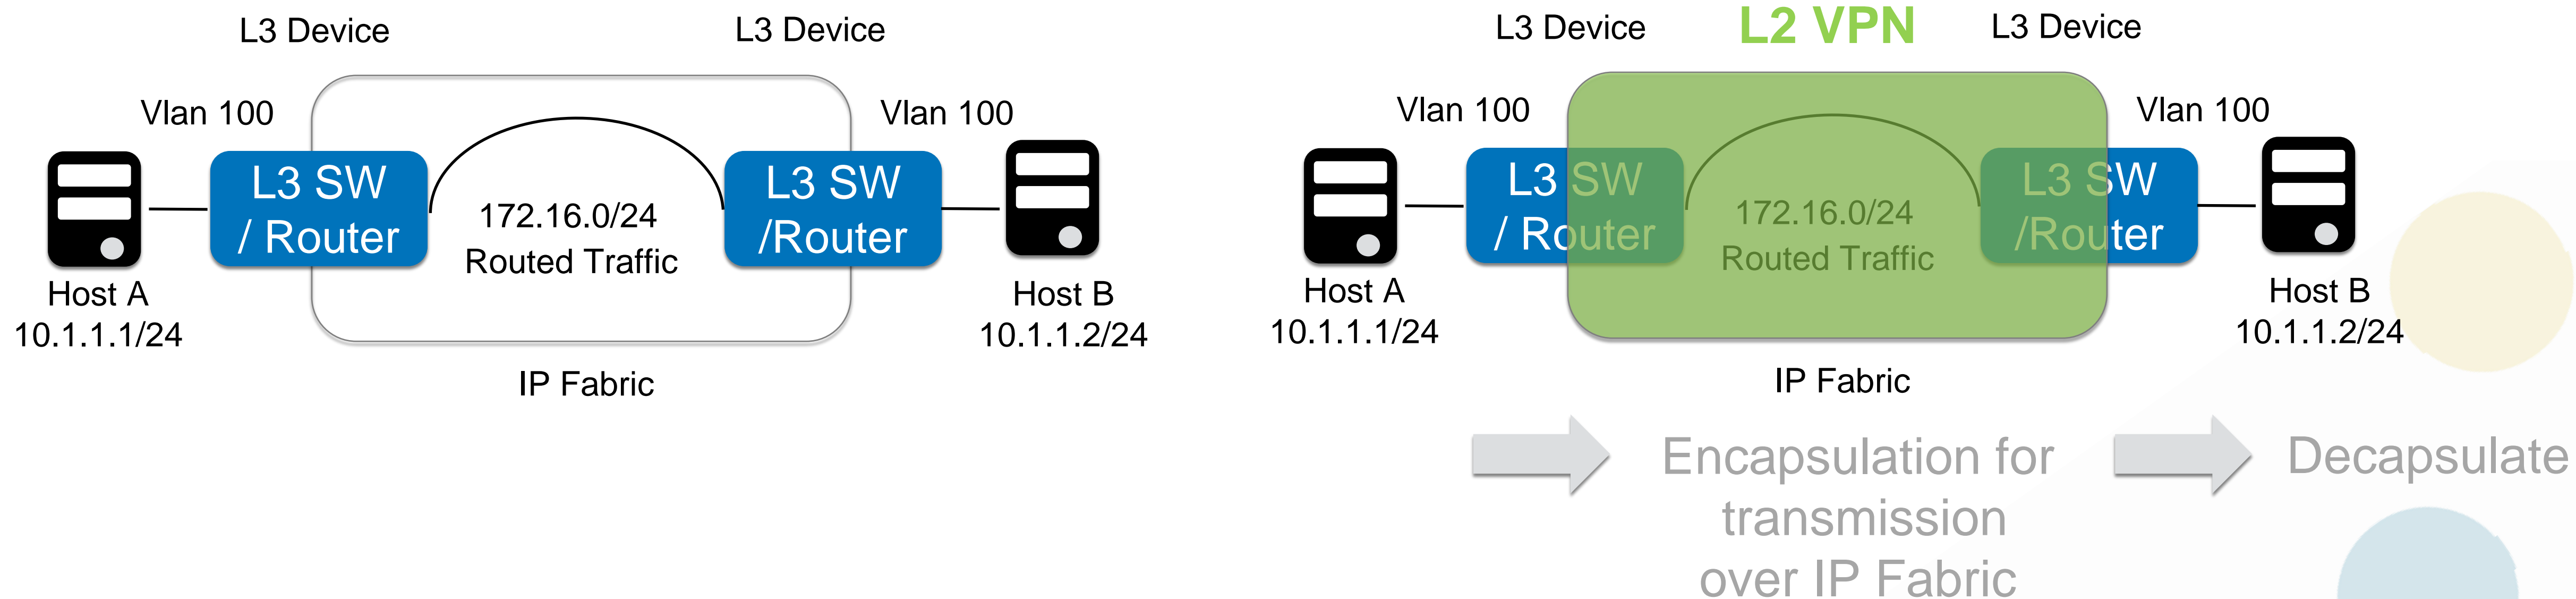 L3 Device
L3 Device
Vlan 100
Vlan 100
L3 SW
/ Router
172.16.0/24
Routed Traffic
L3 SW
/Router
Host A
10.1.1.1/24
Host B
10.1.1.2/24
IP Fabric
L3 Device
L2 VPN
L3 Device
Vlan 100
Vlan 100
L3 SW
/ Router
172.16.0/24
Routed Traffic
L3 SW
/Router
Host A
10.1.1.1/24
Host B
10.1.1.2/24
IP Fabric
Encapsulation for
transmission
over IP Fabric
Decapsulate